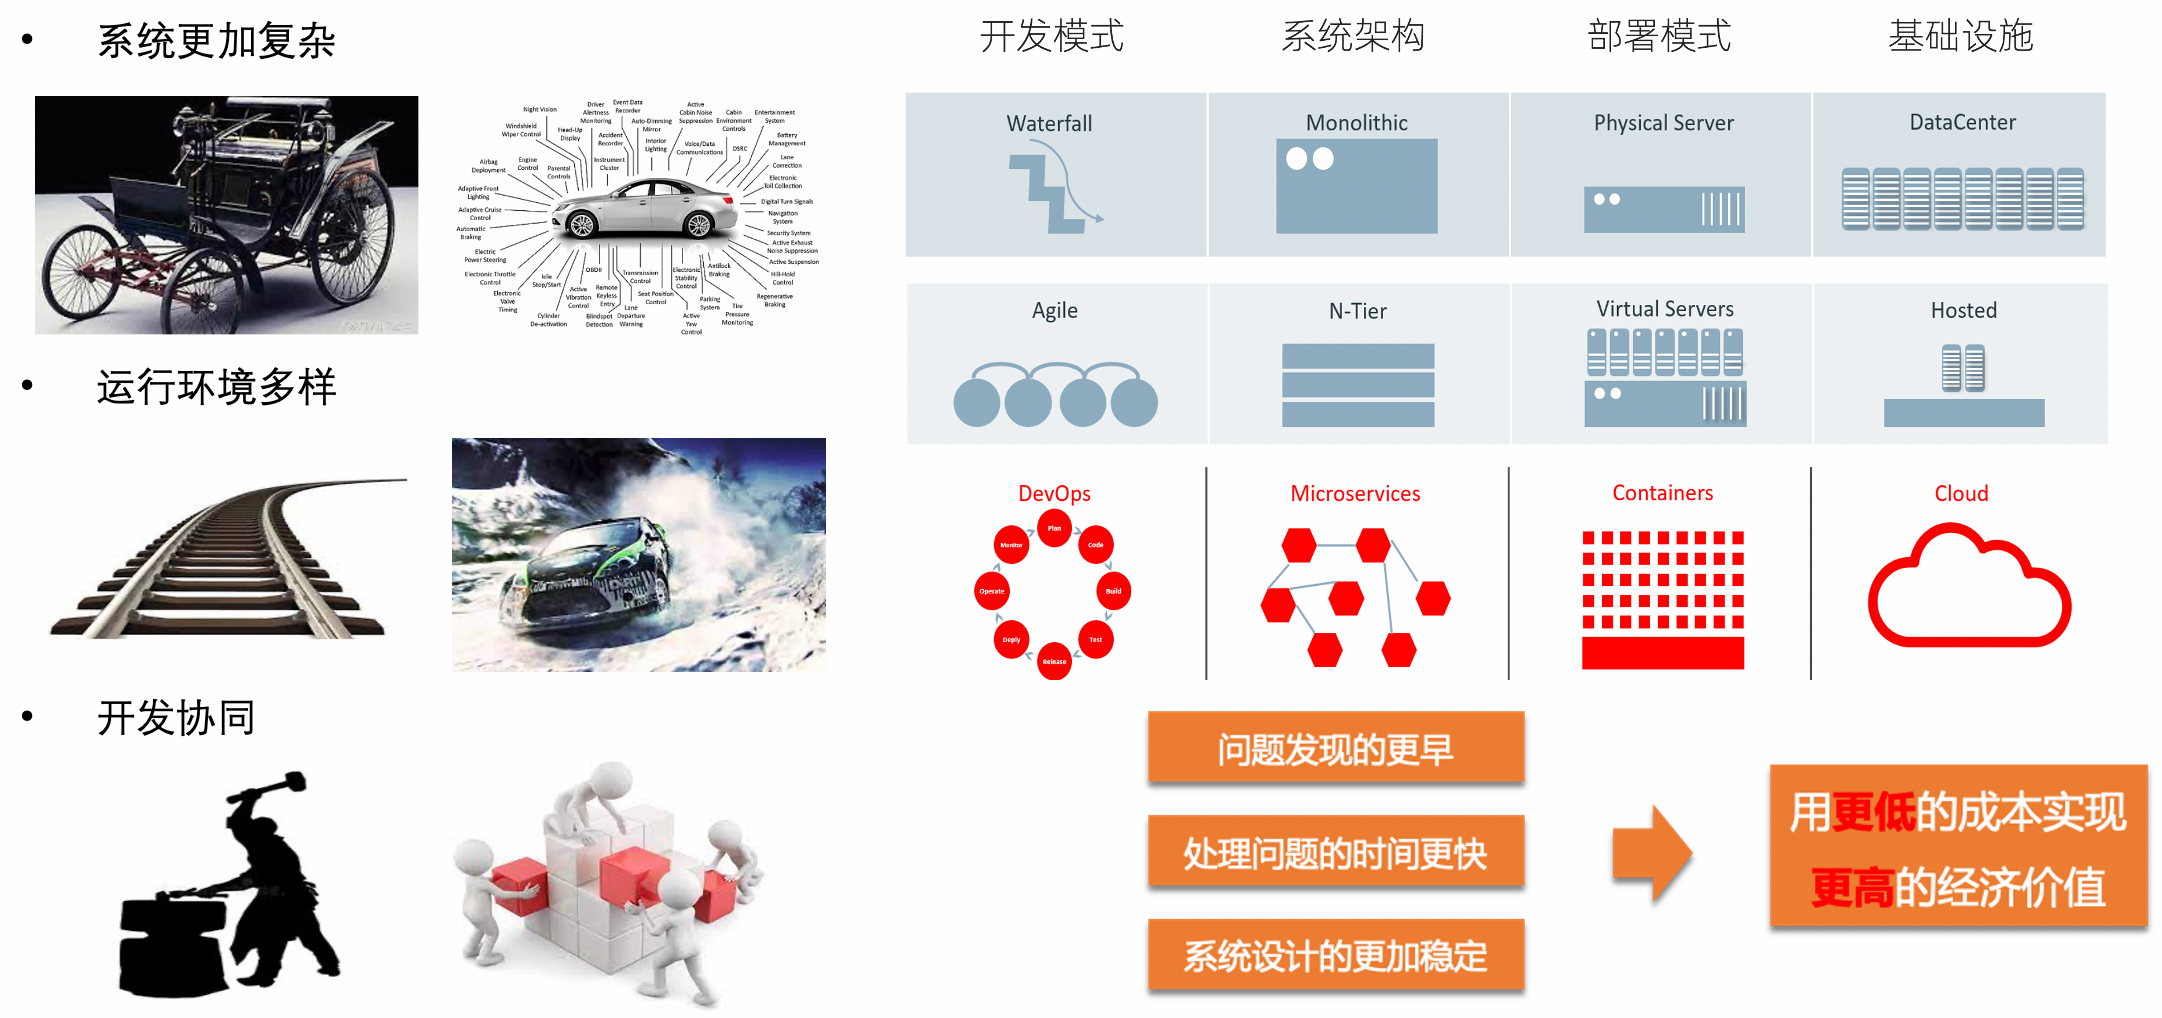 • 系统更加复杂
Night Vision
Driver
Alertness
Monitoring
Event Data
Recorder
Active
Cabin Noise
Suppression
Cabin
Environment
Controls
Entertainment
System
Windshield
Wiper Control
Head-Up
Display
Accident
Recorder
Auto-Dimming
Mirror
Interior
Lighting
Voice/Data
Communications
DSRC
Battery
Management
Airbag
Deployment
Engine
Control
Parental
Controls
Instrument
Cluster
Lane
Correction
Electronic
Toll Collection
Adaptive Front
Lighting
Digital Turn Signals
Adaptive Cruise
Control
Navigation
System
Automatic
Braking
Security System
Electric
Power Steering
Active Exhaust
Noise Suppression
Active Suspension
Electronic Throttle
Control
Idle
Stop/Start
OBDII
Transmission
Control
Electronic
Stability
Control
Antilock
Braking
Hill-Hold
Control
Electronic
Valve
Timing
Active
Vibration
Control
Remote
Keyless
Entry
Seat Position
Control
Parking
System
Regenerative
Braking
Cylinder
De-activation
Blindspot
Detection
Lane
Departure
Warning
Active
Yaw
Control
Tire
Pressure
Monitoring
• 运行环境多样
• 开发协同
开发模式
系统架构
部署模式
基础设施
Waterfall
Monolithic
Physical Server
DataCenter
Agile
N-Tier
Virtual Servers
Hosted
DevOps
Microservices
Containers
Cloud
Plan
Code
Build
Test
Release
Deply
Operate
Monitor
问题发现的更早
处理问题的时间更快
系统设计的更加稳定
用更低的成本实现
更高的经济价值